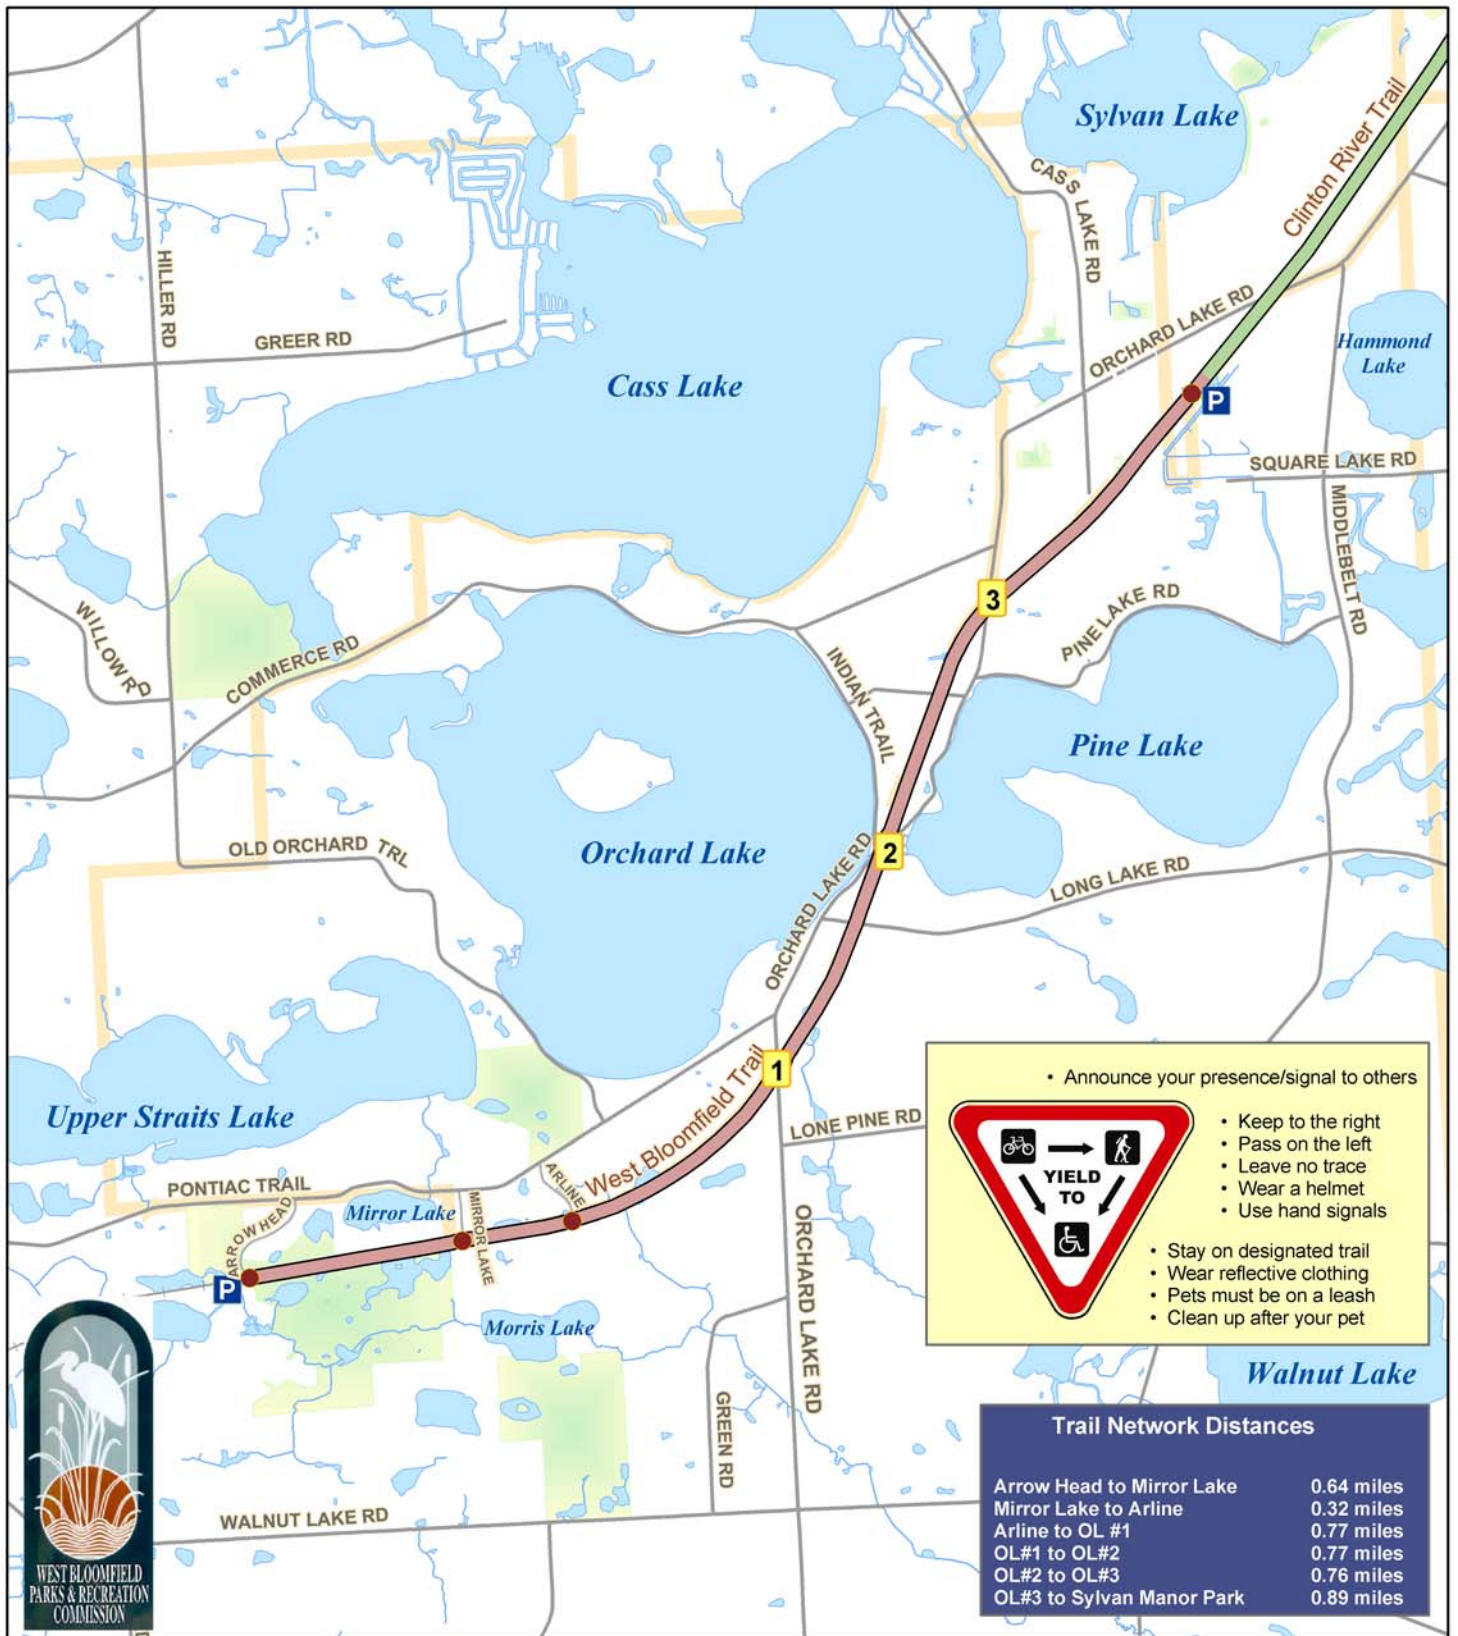 Sylvan Lake
Clinton River Trail
CASS LAKE RD
HILLER RD
GREER RD
ORCHARD LAKE RD
Hammond
Lake
Cass Lake
P
SQUARE LAKE RD
MIDDLEBELT RD
3
PINE LAKE RD
WILLOW RD
COMMERCE RD
INDIAN TRAIL
Pine Lake
OLD ORCHARD TRL
Orchard Lake
ORCHARD LAKE RD
2
LONG LAKE RD
1
West Bloomfield Trail
Upper Straits Lake
LONE PINE RD
PONTIAC TRAIL
ARROW HEAD
Mirror Lake
MIRROR LAKE
ARLINE
P
Morris Lake
ORCHARD LAKE RD
GREEN RD
WALNUT LAKE RD
Walnut Lake
• Announce your presence/signal to others
• Keep to the right
• Pass on the left
• Leave no trace
• Wear a helmet
• Use hand signals
YIELD
TO
• Stay on designated trail
• Wear reflective clothing
• Pets must be on a leash
• Clean up after your pet
Trail Network Distances
Arrow Head to Mirror Lake 0.64 miles
Mirror Lake to Arline 0.32 miles
Arline to OL #1 0.77 miles
OL#1 to OL#2 0.77 miles
OL#2 to OL#3 0.76 miles
OL#3 to Sylvan Manor Park 0.89 miles
WEST BLOOMFIELD
PARKS & RECREATION
COMMISSION